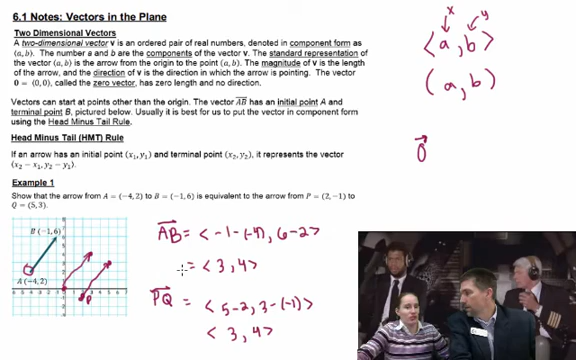 6.1 Notes: Vectors in the Plane
Two Dimensional Vectors
A two-dimensional vector v is an ordered pair of real numbers, denoted in component form as
⟨a, b⟩. The number a and b are the components of the vector v. The standard representation of
the vector ⟨a, b⟩ is the arrow from the origin to the point (a, b). The magnitude of v is the length
of the arrow, and the direction of v is the direction in which the arrow is pointing. The vector
0 = ⟨0,0⟩, called the zero vector, has zero length and no direction.
Vectors can start at points other than the origin. The vector AB has an initial point A and
terminal point B, pictured below. Usually it is best for us to put the vector in component form
using the Head Minus Tail Rule.
Head Minus Tail (HMT) Rule
If an arrow has an initial point (x₁, y₁) and terminal point (x₂, y₂), it represents the vector
⟨x₂ − x₁, y₂ − y₁⟩.
Example 1
Show that the arrow from A = (−4, 2) to B = (−1, 6) is equivalent to the arrow from P = (2, −1) to
Q = (5, 3).
x y
<a, b>
(a, b)
0
B (−1, 6)
A (−4, 2)
P
AB = < -1-(-4), 6-2>
= < 3, 4>
PQ = < 5-2, 3-(-1)>
< 3, 4>